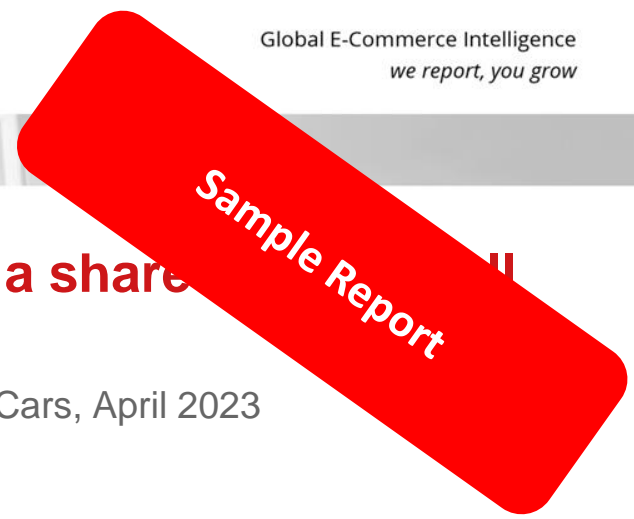 Global E-Commerce Intelligence
we report, you grow
Sample Report
a share
Cars, April 2023